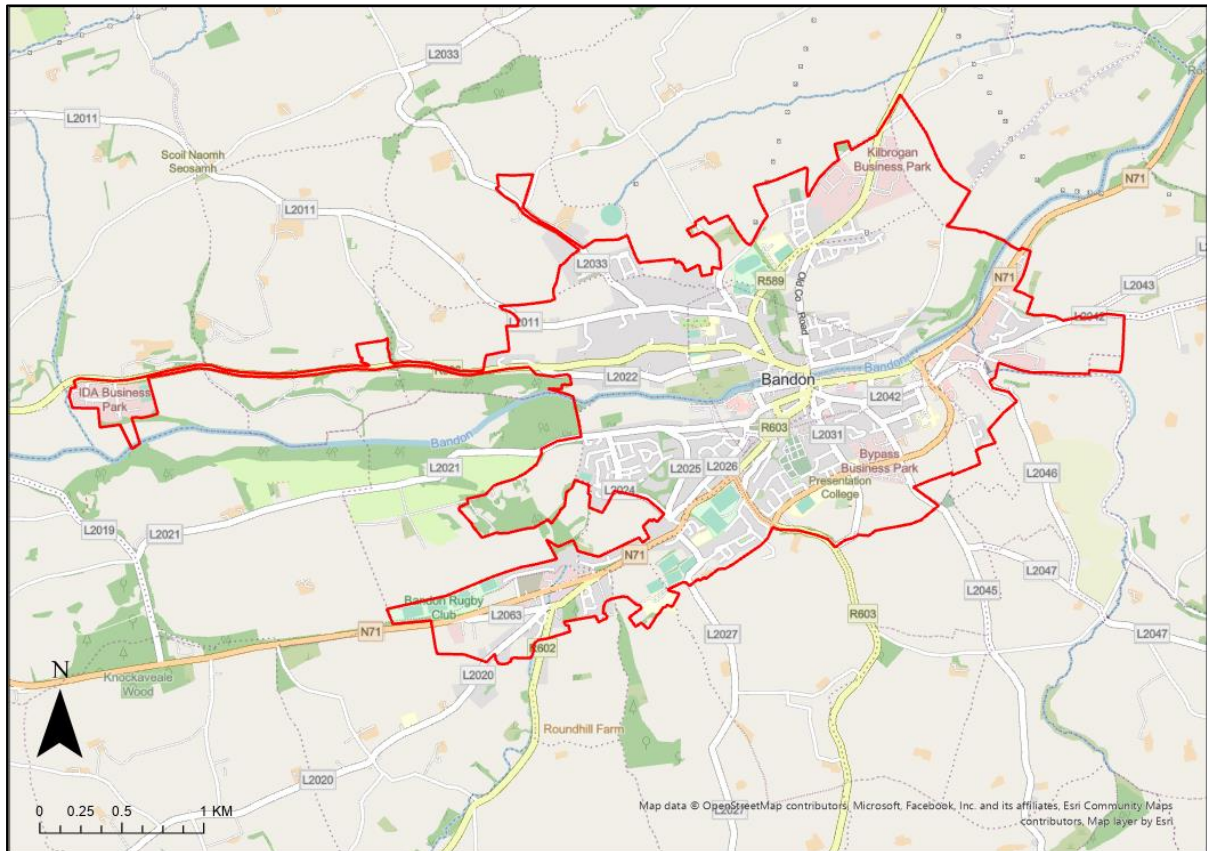 L2033
L2011
Scoil Naomh
Seosamh
L2011
Kilbrogan
Business Park
N71
L2033
R589
Old Co
Road
N71
L2043
L2042
L2011
L2022
Bandon
Bandon
IDA Business
Park
L2042
R603
L2031
Bandon
L2021
L2025
L2026
Bypass
Business Park
Presentation
College
L2024
L2046
L2019
L2021
N71
L2047
L2045
Bandon Rugby
Club
L2063
N71
R603
L2027
L2047
R602
L2020
Knockaveale
Wood
N
Roundhill Farm
L2020
L2027
0 0.25 0.5 1 KM
Map data © OpenStreetMap contributors, Microsoft, Facebook, Inc. and its affiliates, Esri Community Maps
contributors, Map layer by Esri